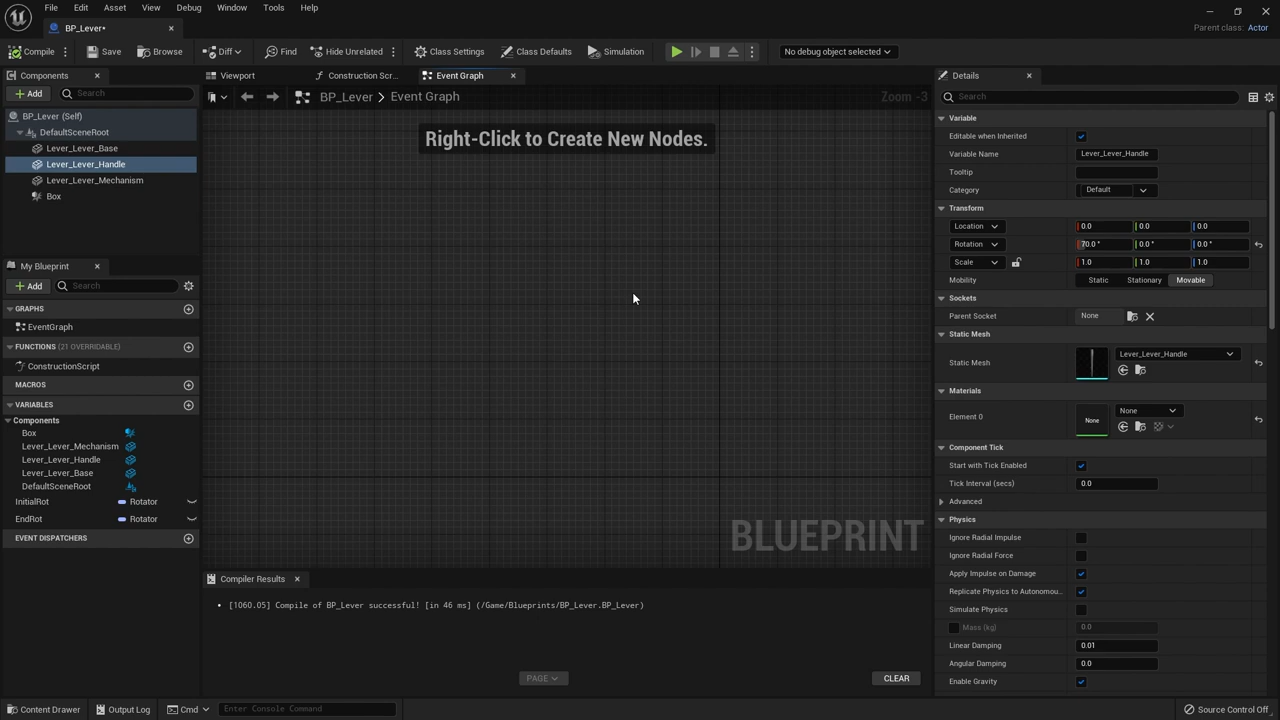 File Edit Asset View Debug Window Tools Help
BP_Lever•
Parent class: Actor
Compile Save Browse Diff Find Hide Unrelated Class Settings Class Defaults Simulation No debug object selected
Components
Add Search
BP_Lever (Self)
DefaultSceneRoot
Lever_Lever_Base
Lever_Lever_Handle
Lever_Lever_Mechanism
Box
My Blueprint
Add Search
GRAPHS
EventGraph
FUNCTIONS (21 OVERRIDABLE)
ConstructionScript
MACROS
VARIABLES
Components
Box
Lever_Lever_Mechanism
Lever_Lever_Handle
Lever_Lever_Base
DefaultSceneRoot
InitialRot Rotator
EndRot Rotator
EVENT DISPATCHERS
Viewport Construction Scr... Event Graph
BP_Lever > Event Graph Zoom -3
Right-Click to Create New Nodes.
BLUEPRINT
Compiler Results
• [1060.05] Compile of BP_Lever successful! [in 46 ms] (/Game/Blueprints/BP_Lever.BP_Lever)
PAGE CLEAR
Details
Search
Variable
Editable when Inherited
Variable Name Lever_Lever_Handle
Tooltip
Category Default
Transform
Location 0.0 0.0 0.0
Rotation 70.0 ° 0.0 ° 0.0 °
Scale 1.0 1.0 1.0
Mobility Static Stationary Movable
Sockets
Parent Socket None
Static Mesh
Static Mesh Lever_Lever_Handle
Materials
Element 0 None None
Component Tick
Start with Tick Enabled
Tick Interval (secs) 0.0
Advanced
Physics
Ignore Radial Impulse
Ignore Radial Force
Apply Impulse on Damage
Replicate Physics to Autonomou...
Simulate Physics
Mass (kg) 0.0
Linear Damping 0.01
Angular Damping 0.0
Enable Gravity
Content Drawer Output Log Cmd Enter Console Command Source Control Off